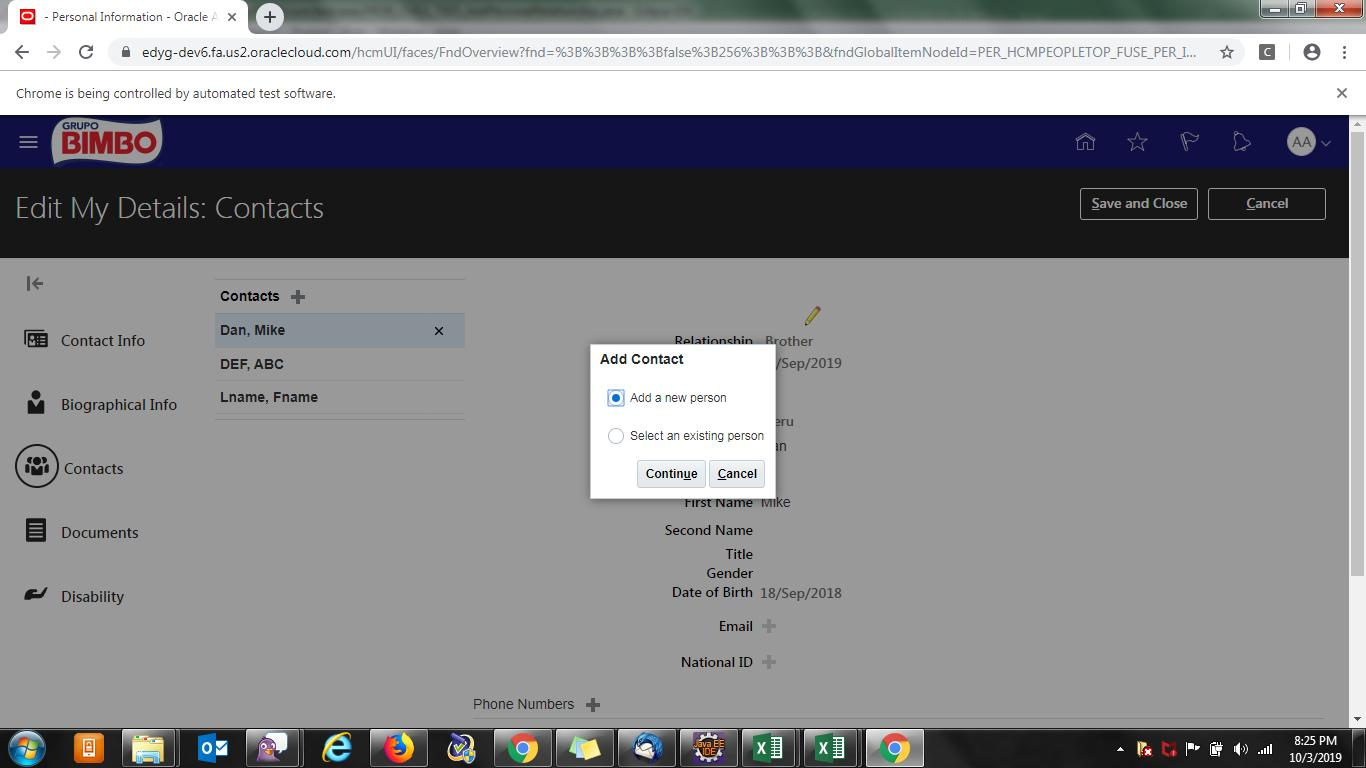 - Personal Information - Oracle A
edyg-dev6.fa.us2.oraclecloud.com/hcmUI/faces/FndOverview?fnd=%3B%3B%3B%3Bfalse%3B256%3B%3B%3B&fndGlobalItemNodeId=PER_HCMPEOPLETOP_FUSE_PER_I...
C
Chrome is being controlled by automated test software.
GRUPO
BIMBO
AA
Edit My Details: Contacts
Save and Close
Cancel
Contact Info
Biographical Info
Contacts
Documents
Disability
Contacts
Dan, Mike
DEF, ABC
Lname, Fname
Relationship Brother
/Sep/2019
Add Contact
Add a new person
Select an existing person
Continue Cancel
eru
an
First Name Mike
Second Name
Title
Gender
Date of Birth 18/Sep/2018
Email
National ID
Phone Numbers
Java EE
IDE
8:25 PM
10/3/2019